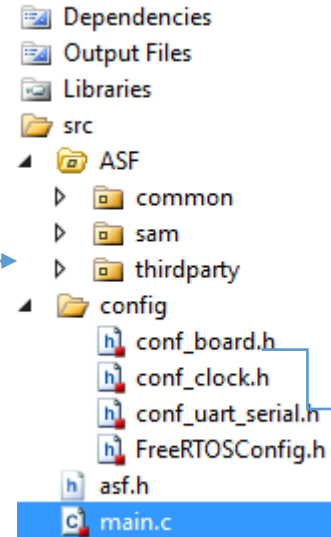 Dependencies
Output Files
Libraries
src
ASF
common
sam
thirdparty
config
conf_board.h
conf_clock.h
conf_uart_serial.h
FreeRTOSConfig.h
asf.h
main.c